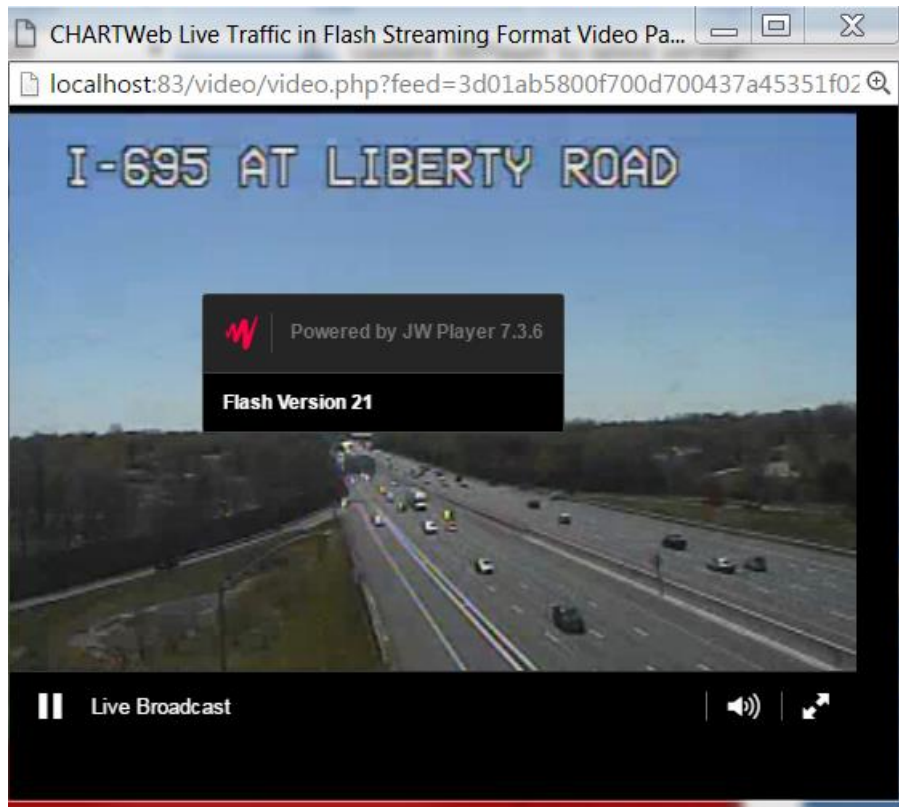 CHARTWeb Live Traffic in Flash Streaming Format Video Pa...
localhost:83/video/video.php?feed=3d01ab5800f700d700437a45351f02
I-695 AT LIBERTY ROAD
Powered by JW Player 7.3.6
Flash Version 21
Live Broadcast